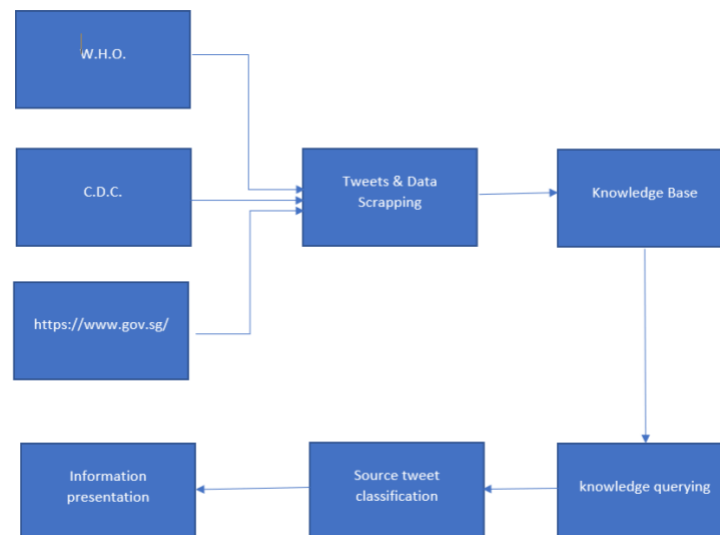 W.H.O.
C.D.C.
https://www.gov.sg/
Tweets & Data
Scrapping
Knowledge Base
knowledge querying
Source tweet
classification
Information
presentation